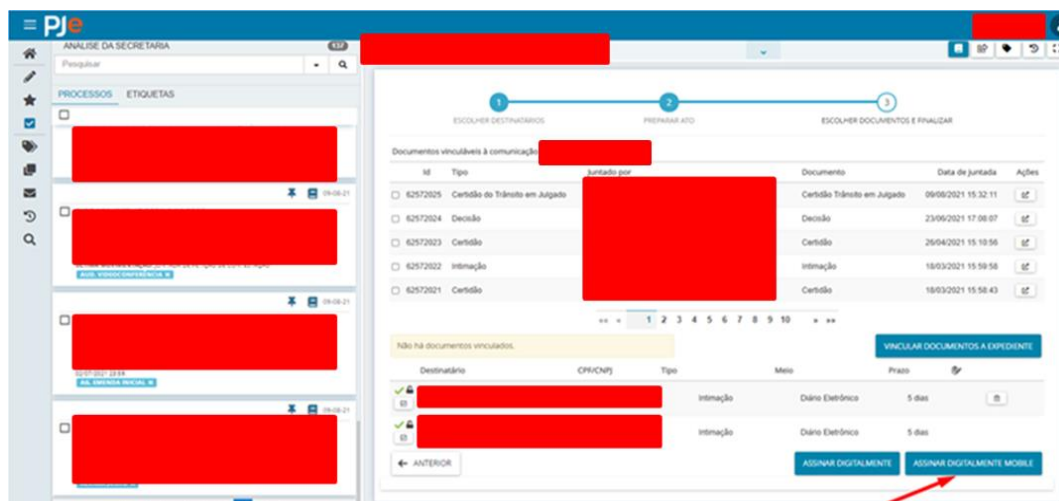 PJe
ANÁLISE DA SECRETARIA 137
Pesquisar
PROCESSOS ETIQUETAS
09-08-21
AUD. VIDEOCONFERÊNCIA
09-08-21
AG. EMENDA INICIAL
09-08-21
1 2 3
ESCOLHER DESTINATÁRIOS PREPARAR ATO ESCOLHER DOCUMENTOS E FINALIZAR
Documentos vinculáveis à comunicação
Id Tipo Juntado por Documento Data de Juntada Ações
62572025 Certidão do Trânsito em Julgado Certidão Trânsito em Julgado 09/08/2021 15:32:11
62572024 Decisão Decisão 23/06/2021 17:08:07
62572023 Certidão Certidão 26/04/2021 15:10:56
62572022 Intimação Intimação 18/03/2021 15:59:58
62572021 Certidão Certidão 18/03/2021 15:58:43
«« « 1 2 3 4 5 6 7 8 9 10 » »»
Não há documentos vinculados.
VINCULAR DOCUMENTOS A EXPEDIENTE
Destinatário CPF/CNPJ Tipo Meio Prazo
Intimação Diário Eletrônico 5 dias
Intimação Diário Eletrônico 5 dias
ANTERIOR ASSINAR DIGITALMENTE ASSINAR DIGITALMENTE MOBILE